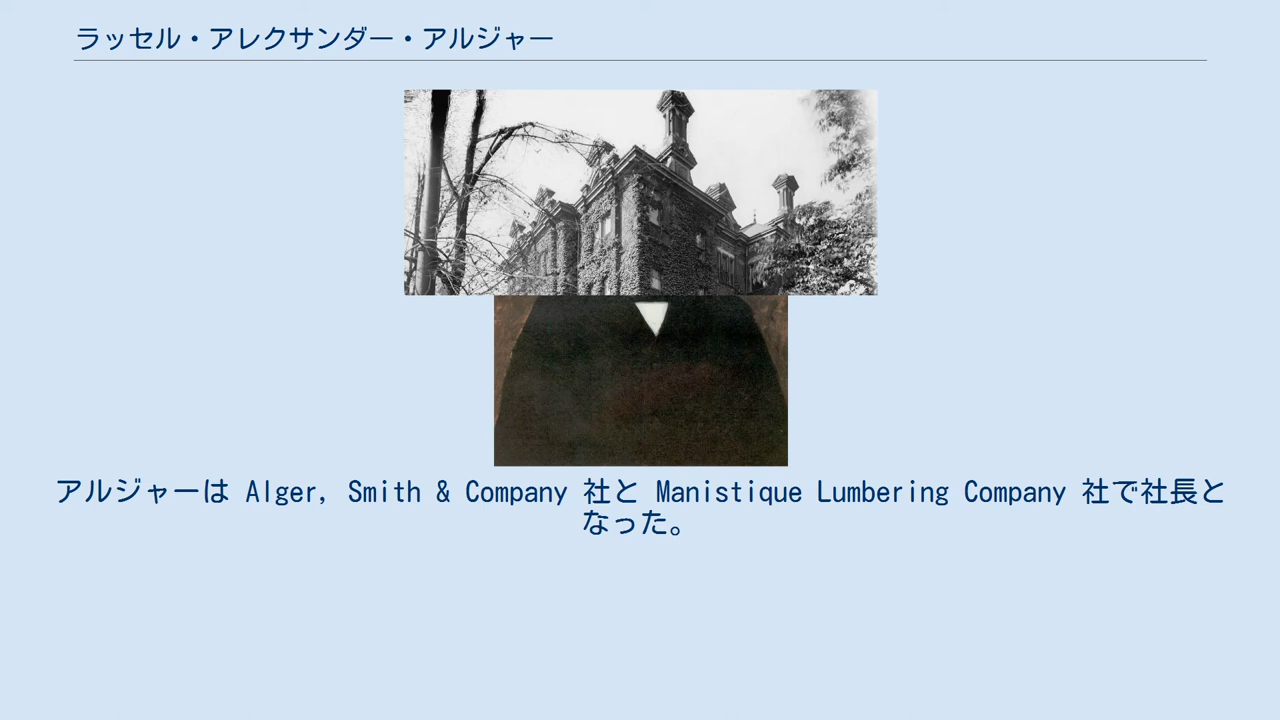 ラッセル・アレクサンダー・アルジャー
アルジャーは Alger, Smith & Company 社と Manistique Lumbering Company 社で社長と
なった。